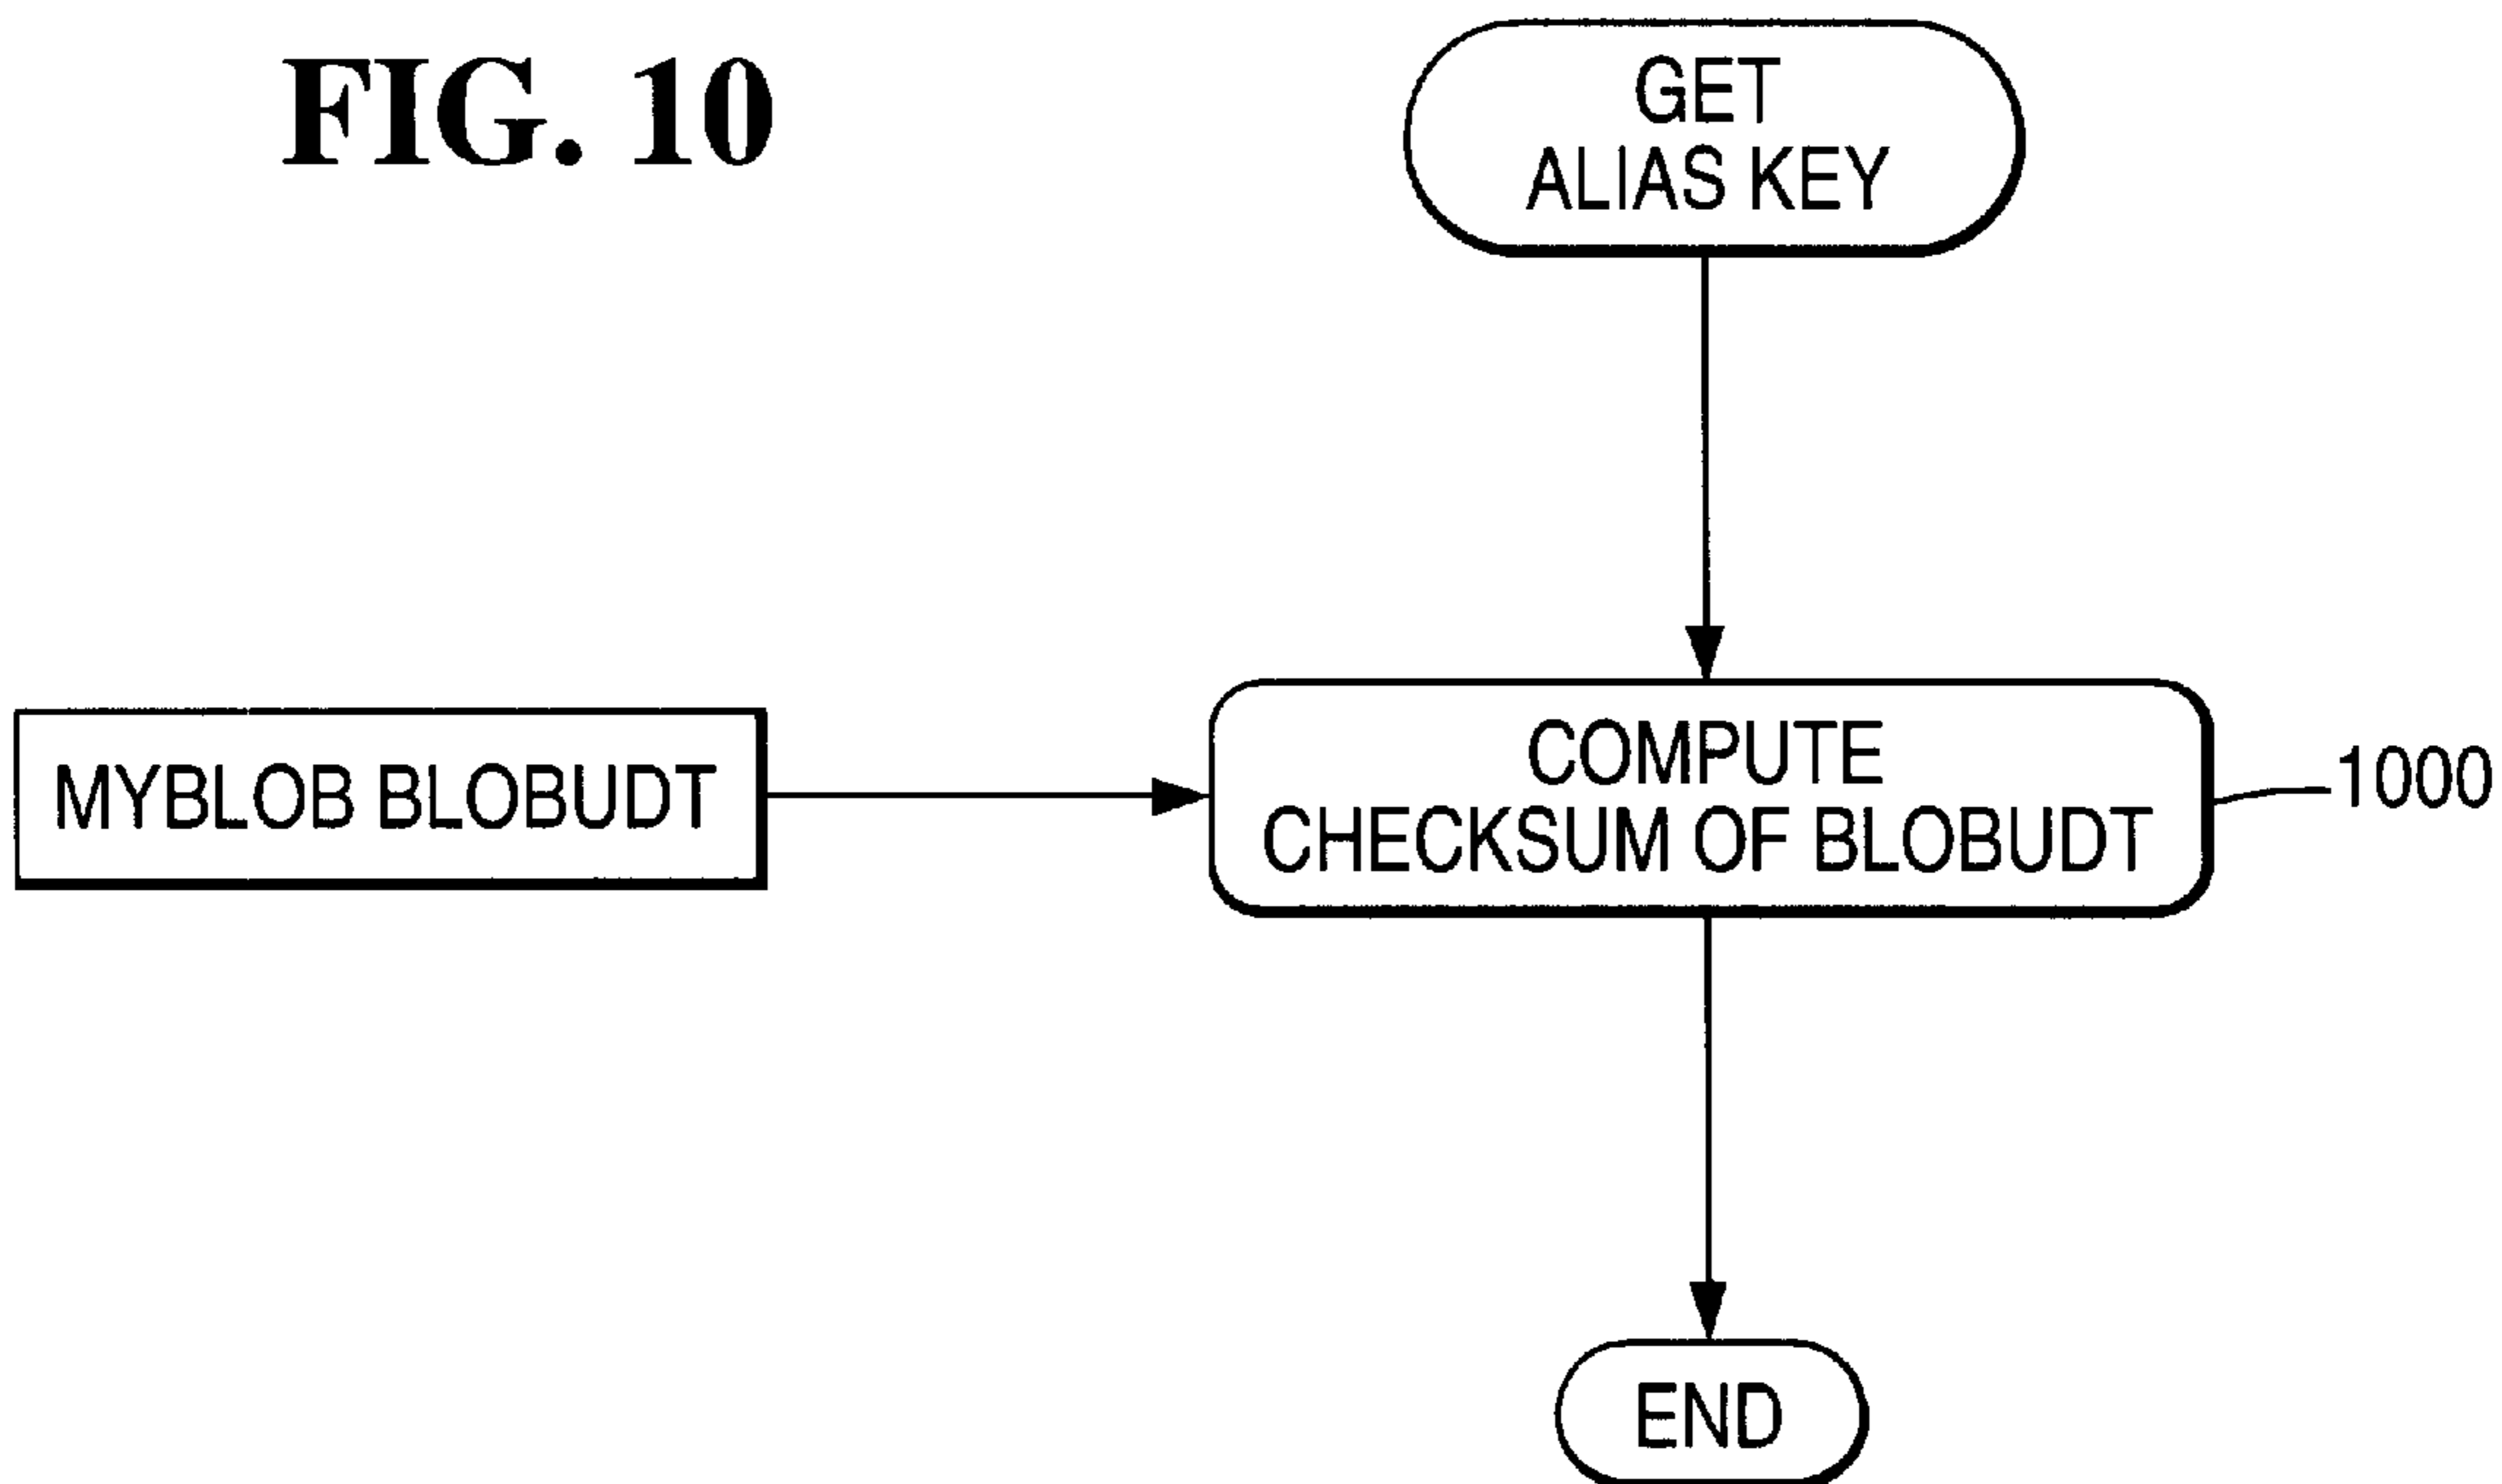 FIG. 10
GET
ALIAS KEY
MYBLOB BLOBUDT
COMPUTE
CHECKSUM OF BLOBUDT
1000
END